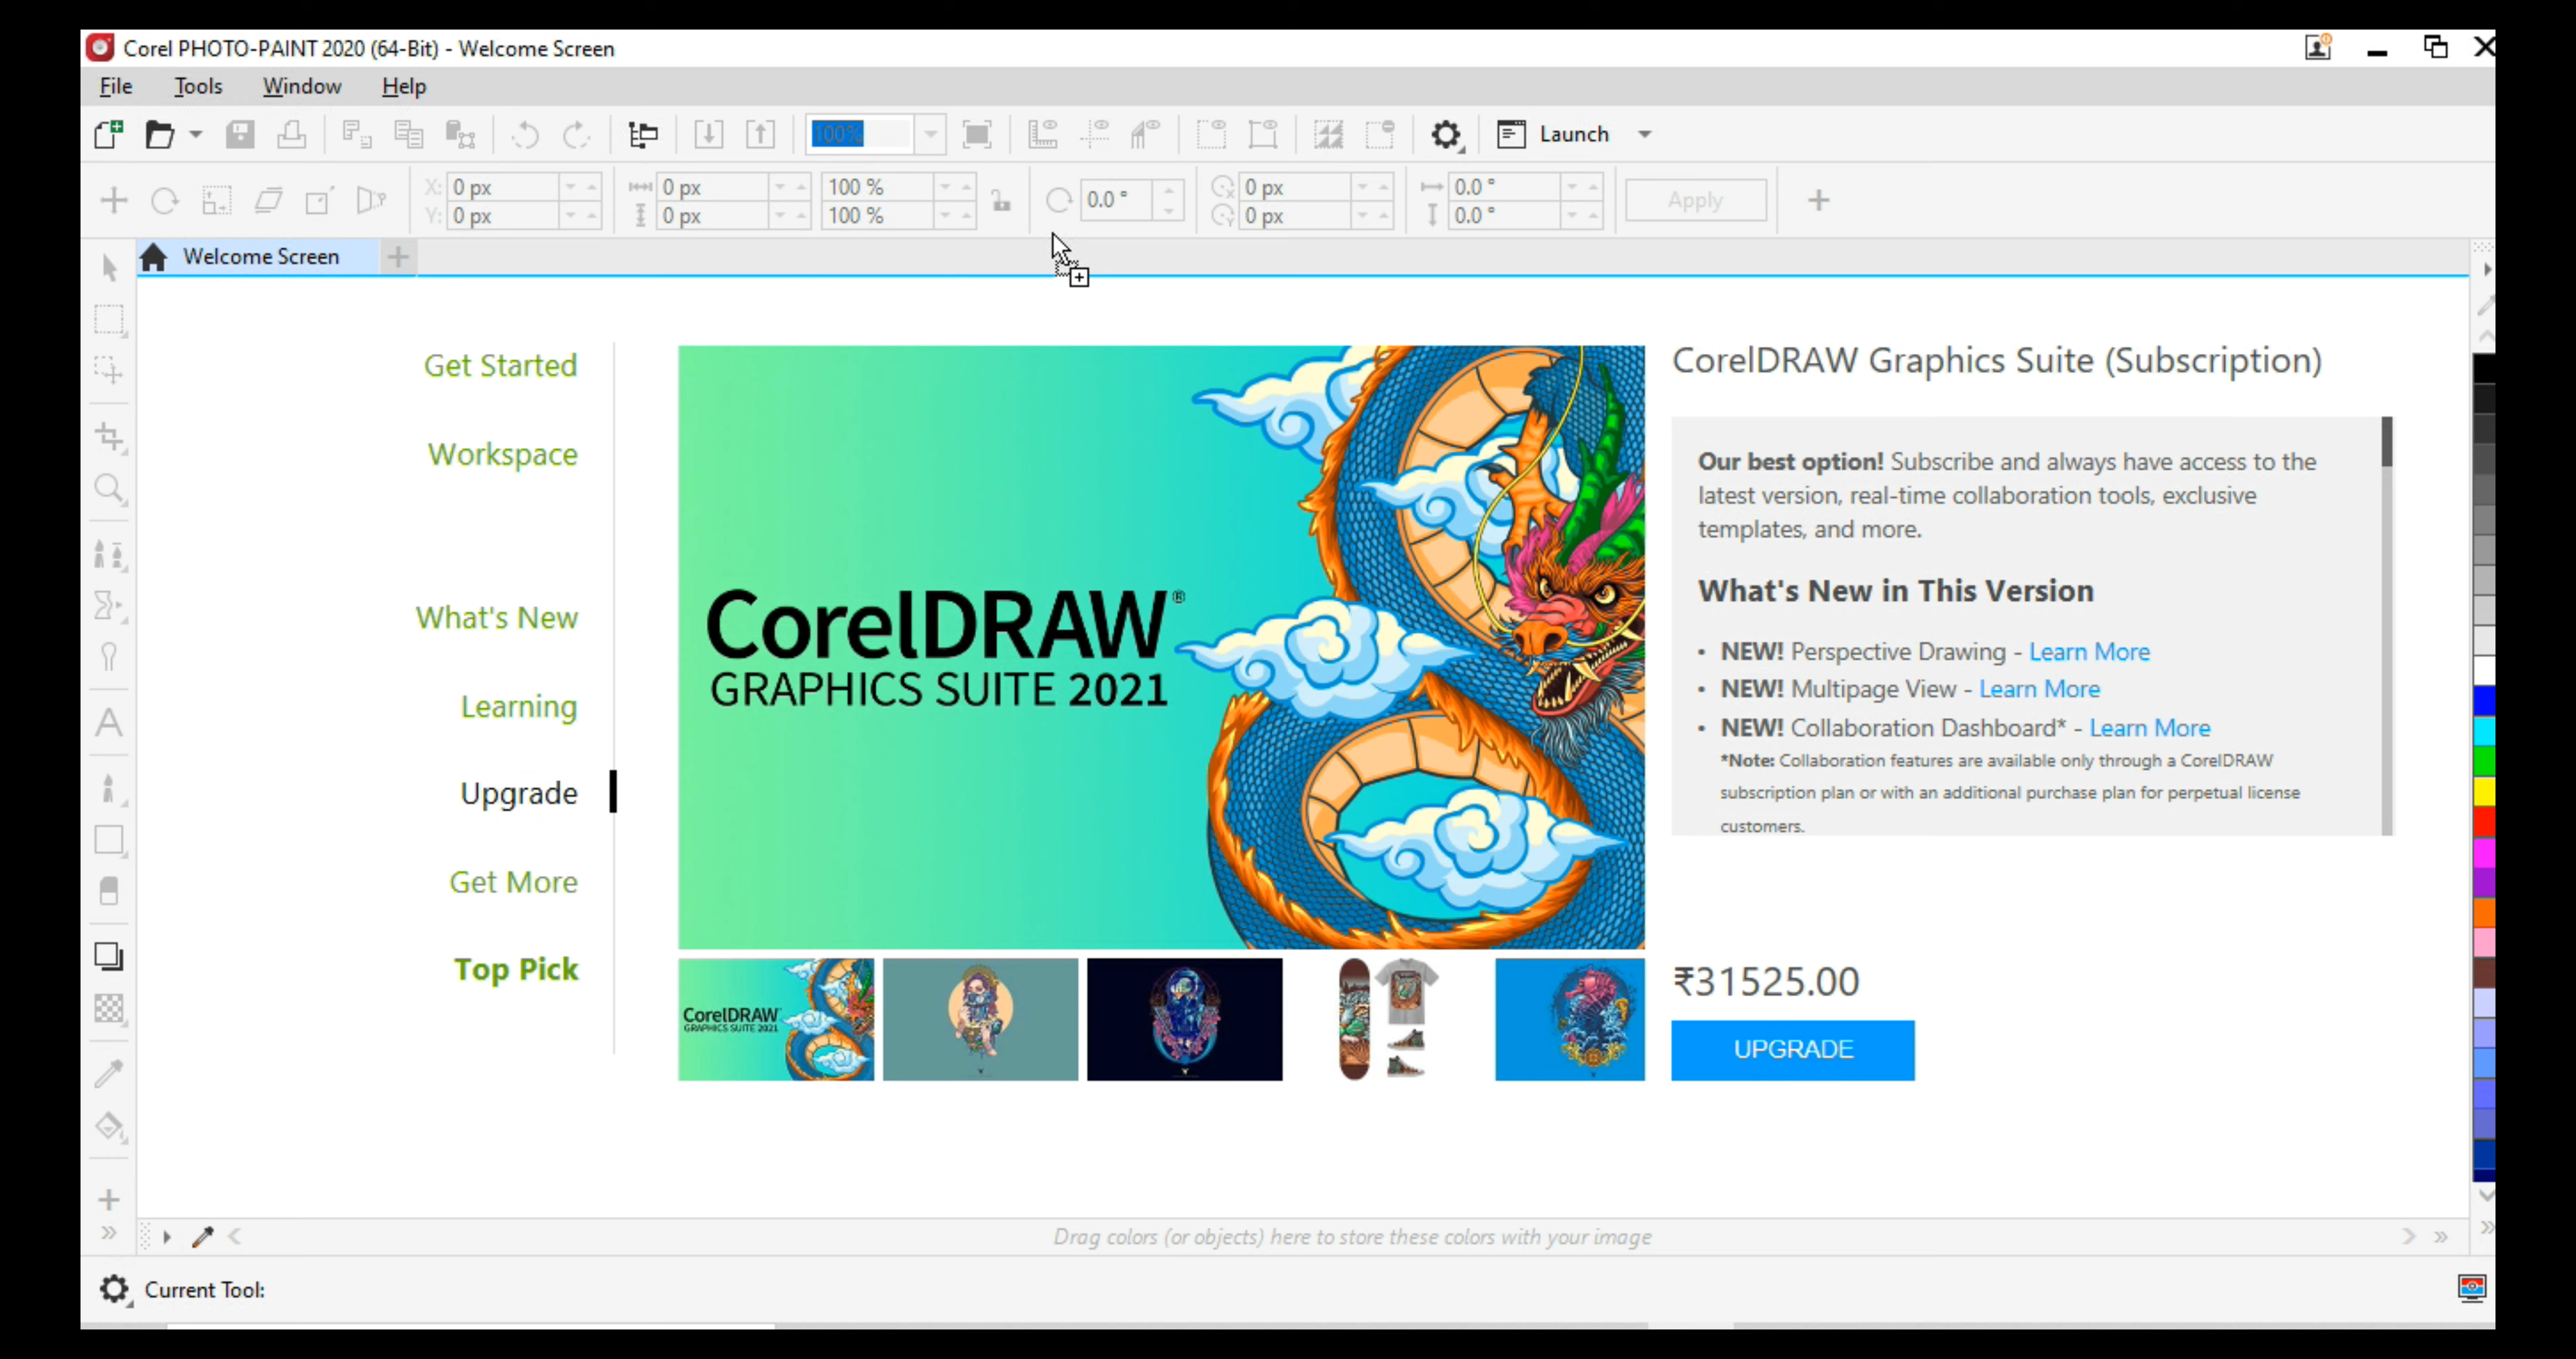 Corel PHOTO-PAINT 2020 (64-Bit) - Welcome Screen
File Tools Window Help
100% Launch
X: 0 px 0 px 100 % 0.0 ° 0 px 0.0 ° Apply
Y: 0 px 0 px 100 % 0 px 0.0 °
Welcome Screen
Get Started
Workspace
What's New
Learning
Upgrade
Get More
Top Pick
CorelDRAW®
GRAPHICS SUITE 2021
CorelDRAW
GRAPHICS SUITE 2021
CorelDRAW Graphics Suite (Subscription)
Our best option! Subscribe and always have access to the
latest version, real-time collaboration tools, exclusive
templates, and more.
What's New in This Version
• NEW! Perspective Drawing - Learn More
• NEW! Multipage View - Learn More
• NEW! Collaboration Dashboard* - Learn More
*Note: Collaboration features are available only through a CorelDRAW
subscription plan or with an additional purchase plan for perpetual license
customers.
₹31525.00
UPGRADE
Drag colors (or objects) here to store these colors with your image
Current Tool: